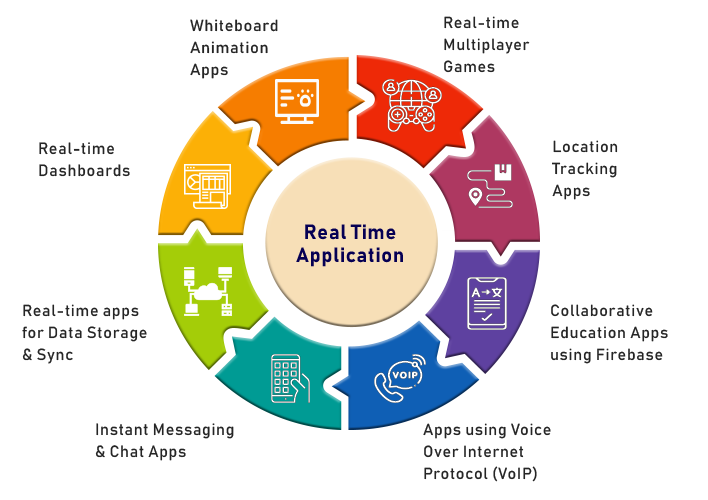 Whiteboard
Animation
Apps
Real-time
Multiplayer
Games
Real-time
Dashboards
Location
Tracking
Apps
Real Time
Application
A→文
Real-time apps
for Data Storage
& Sync
Collaborative
Education Apps
using Firebase
VOIP
Instant Messaging
& Chat Apps
Apps using Voice
Over Internet
Protocol (VoIP)